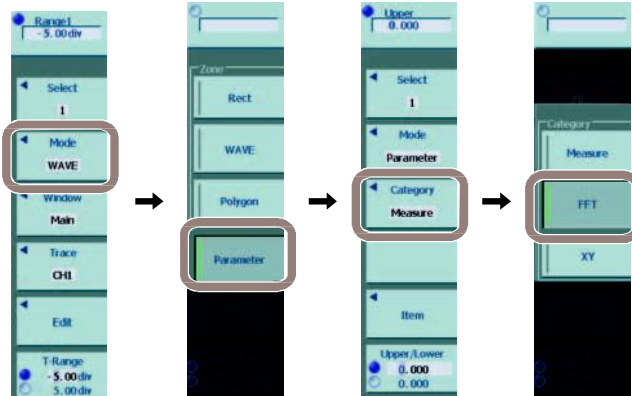 Range1
-5.00div
Select
1
Mode
WAVE
Window
Main
Trace
CH1
Edit
T-Range
-5.00div
5.00div
Zone
Rect
WAVE
Polygon
Parameter
Upper
0.000
Select
1
Mode
Parameter
Category
Measure
Item
Upper/Lower
0.000
0.000
Category
Measure
FFT
XY